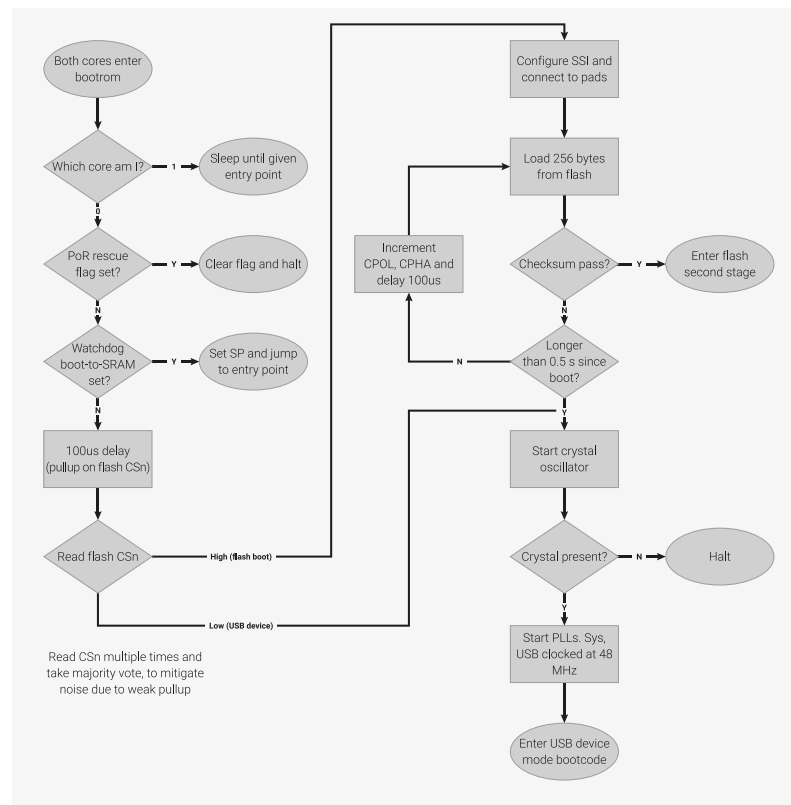 Both cores enter
bootrom
Which core am I?
1
Sleep until given
entry point
0
PoR rescue
flag set?
Y
Clear flag and halt
N
Watchdog
boot-to-SRAM
set?
Y
Set SP and jump
to entry point
N
100us delay
(pullup on flash CSn)
Read flash CSn
High (flash boot)
Low (USB device)
Read CSn multiple times and
take majority vote, to mitigate
noise due to weak pullup
Configure SSI and
connect to pads
Load 256 bytes
from flash
Increment
CPOL, CPHA and
delay 100us
Checksum pass?
Y
Enter flash
second stage
N
Longer
than 0.5 s since
boot?
N
Y
Start crystal
oscillator
Crystal present?
N
Halt
Y
Start PLLs. Sys,
USB clocked at 48
MHz
Enter USB device
mode bootcode